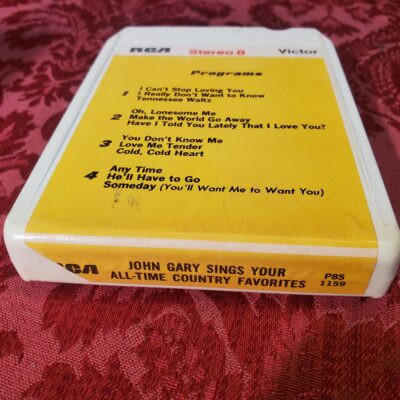 RCA Stereo 8 Victor
Programs
1 I Can't Stop Loving You
I Really Don't Want to Know
Tennessee Waltz
2 Oh, Lonesome Me
Make the World Go Away
Have I Told You Lately That I Love You?
3 You Don't Know Me
Love Me Tender
Cold, Cold Heart
4 Any Time
He'll Have to Go
Someday (You'll Want Me to Want You)
RCA
JOHN GARY SINGS YOUR
ALL-TIME COUNTRY FAVORITES
P8S
1159